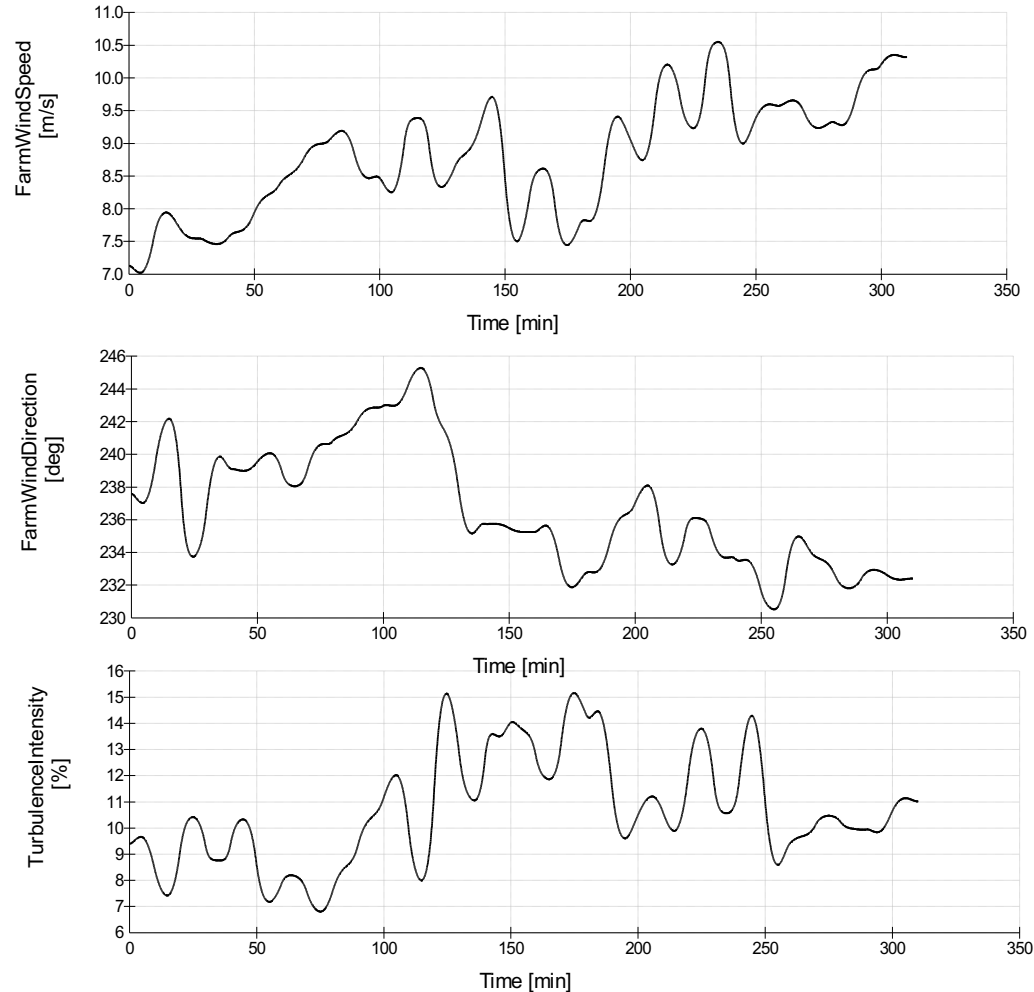 11.0
10.5
10.0
9.5
9.0
8.5
8.0
7.5
7.0
FarmWindSpeed
[m/s]
0 50 100 150 200 250 300 350
Time [min]
246
244
242
240
238
236
234
232
230
FarmWindDirection
[deg]
0 50 100 150 200 250 300 350
Time [min]
16
15
14
13
12
11
10
9
8
7
6
TurbulenceIntensity
[%]
0 50 100 150 200 250 300 350
Time [min]